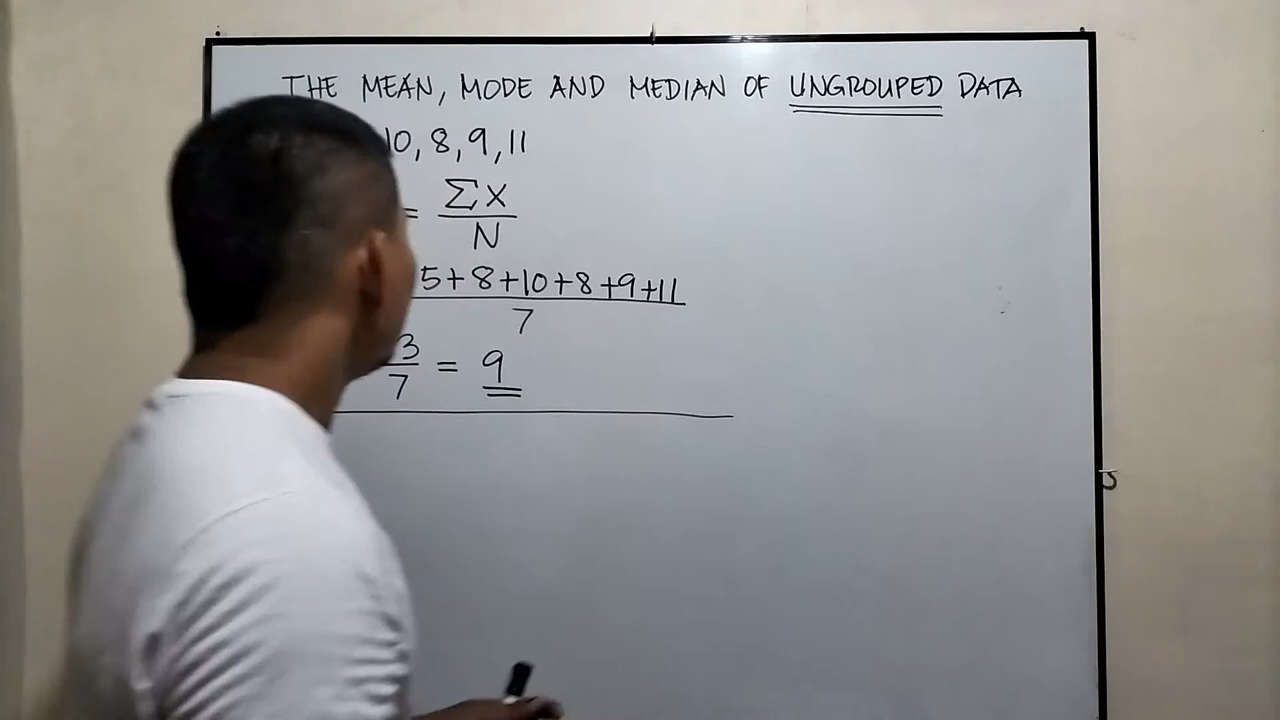 THE MEAN, MODE AND MEDIAN OF UNGROUPED DATA
10, 8, 9, 11
= ΣX
N
5+8+10+8+9+11
7
3
7 = 9